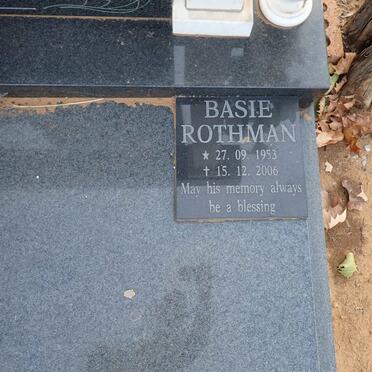 BASIE
ROTHMAN
★ 27. 09. 1953
✝ 15. 12. 2006
May his memory always
be a blessing